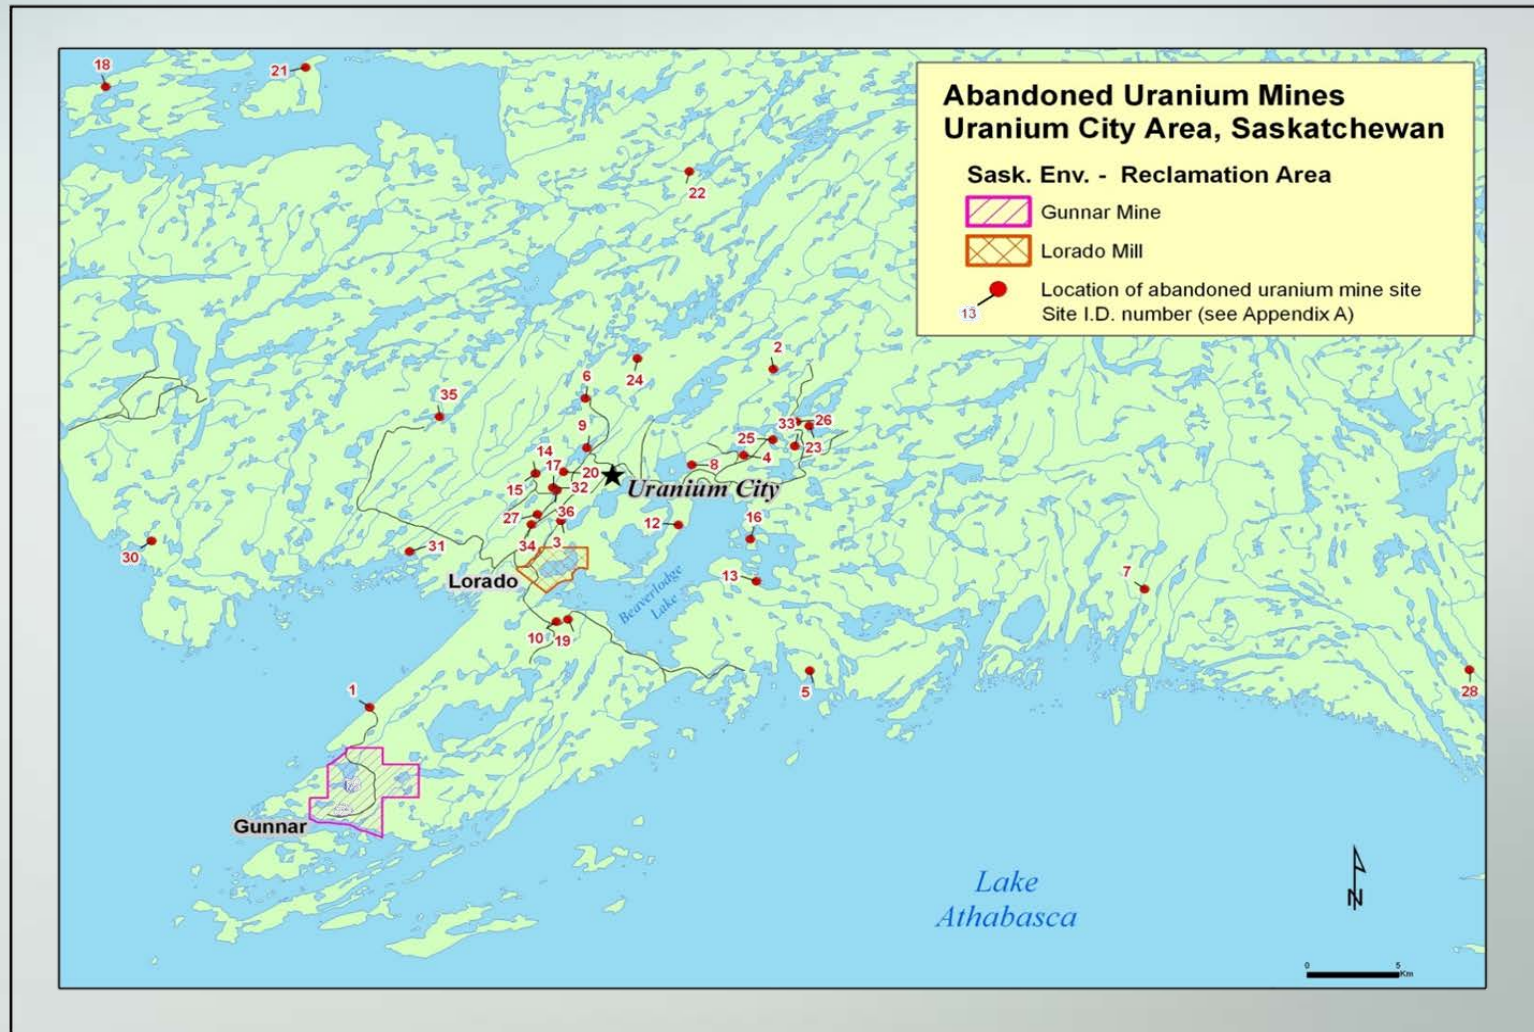 Abandoned Uranium Mines
Uranium City Area, Saskatchewan
Sask. Env. - Reclamation Area
Gunnar Mine
Lorado Mill
Location of abandoned uranium mine site
13
Site I.D. number (see Appendix A)
18
21
22
2
24
6
35
9
33
26
25
23
4
8
14
17
20
15
32
Uranium City
27
36
12
16
34
3
30
31
Lorado
13
7
Beaverlodge
Lake
10
19
5
28
1
Gunnar
Lake
Athabasca
N
0
5
Km